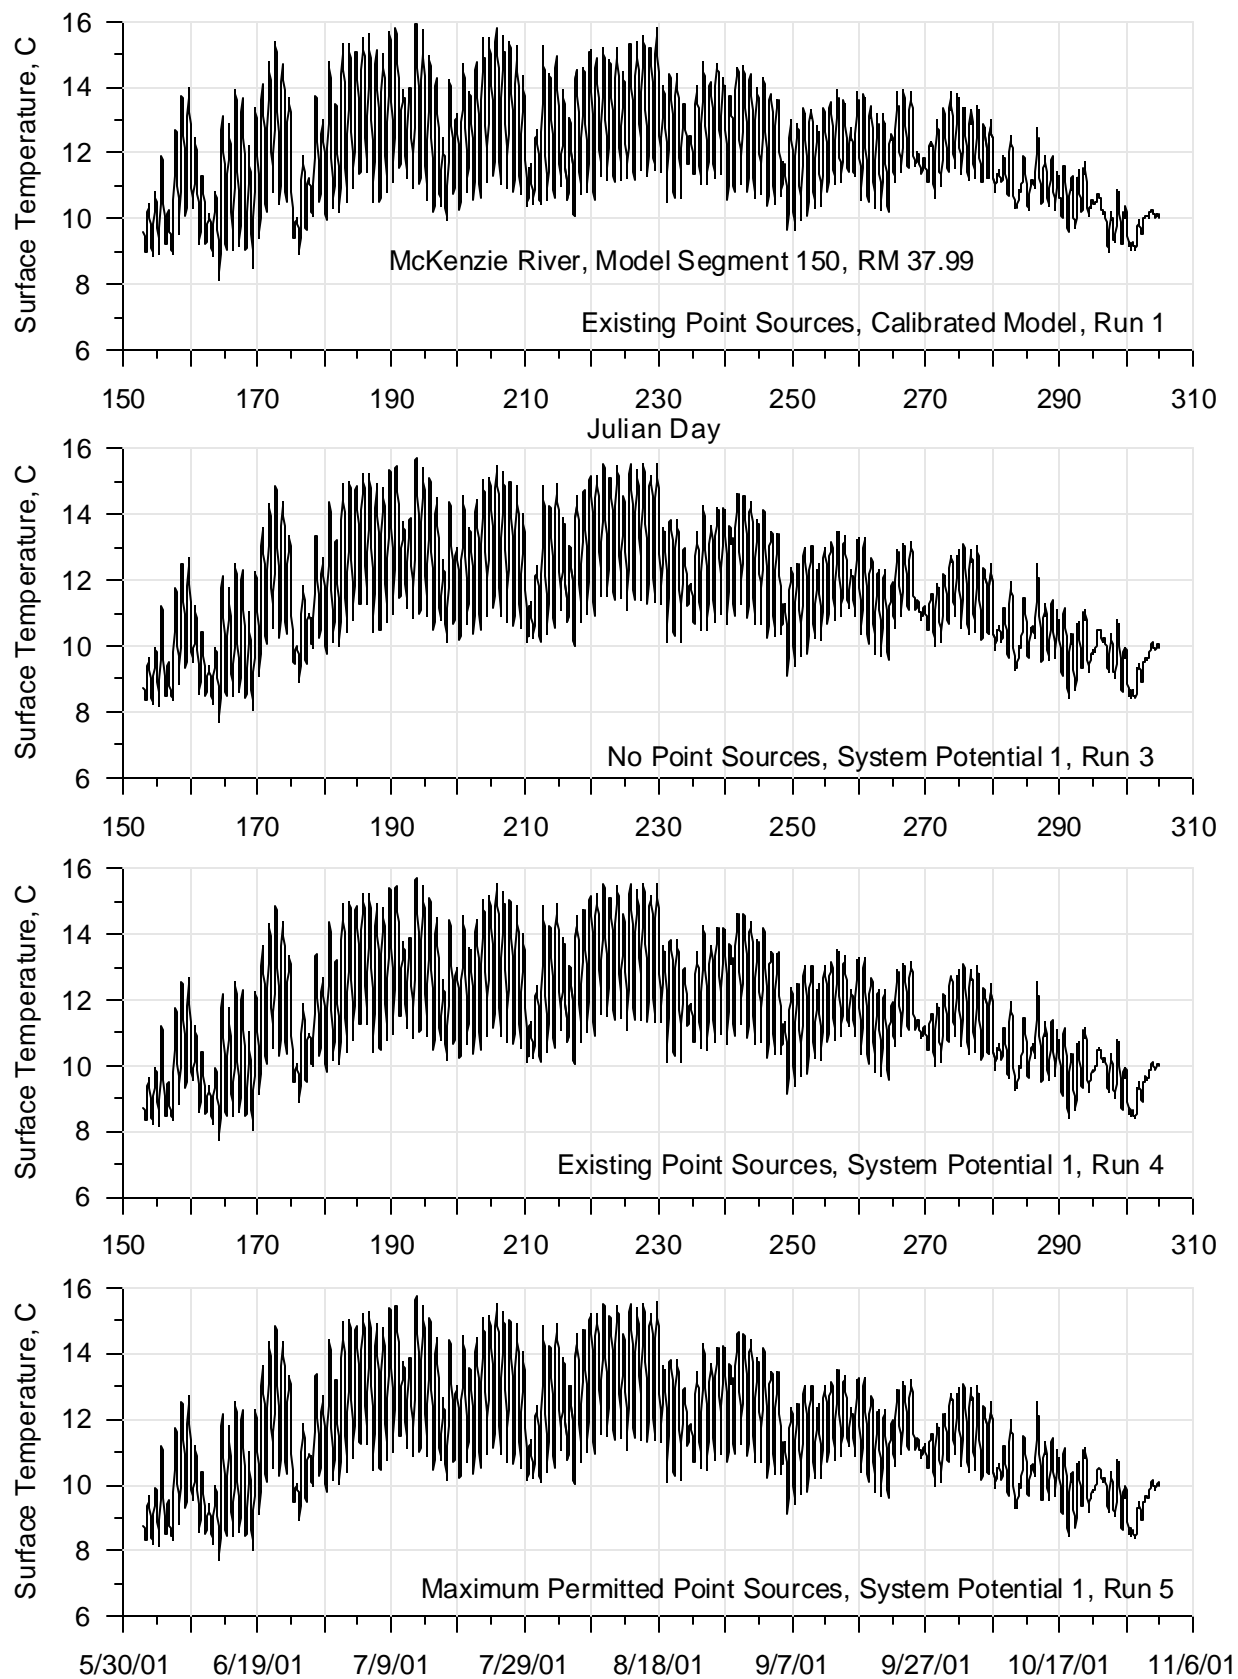 16
14
12
10
8
6
Surface Temperature, C
McKenzie River, Model Segment 150, RM 37.99
Existing Point Sources, Calibrated Model, Run 1
150 170 190 210 230 250 270 290 310
Julian Day
16
14
12
10
8
6
Surface Temperature, C
No Point Sources, System Potential 1, Run 3
150 170 190 210 230 250 270 290 310
16
14
12
10
8
6
Surface Temperature, C
Existing Point Sources, System Potential 1, Run 4
150 170 190 210 230 250 270 290 310
16
14
12
10
8
6
Surface Temperature, C
Maximum Permitted Point Sources, System Potential 1, Run 5
5/30/01 6/19/01 7/9/01 7/29/01 8/18/01 9/7/01 9/27/01 10/17/01 11/6/01